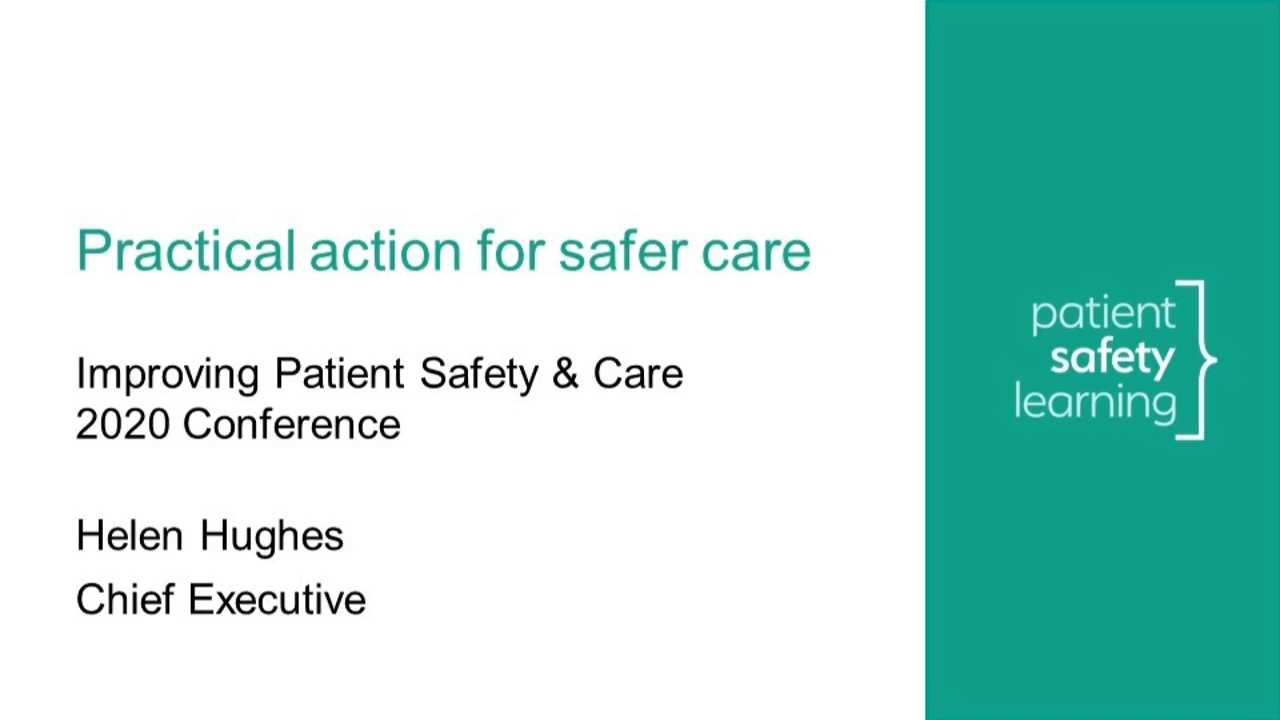 Practical action for safer care
Improving Patient Safety & Care
2020 Conference
Helen Hughes
Chief Executive
patient
safety
learning